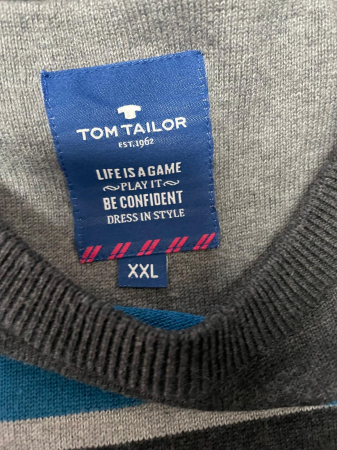 TOM TAILOR
EST.1962
LIFE IS A GAME
PLAY IT
BE CONFIDENT
DRESS IN STYLE
XXL